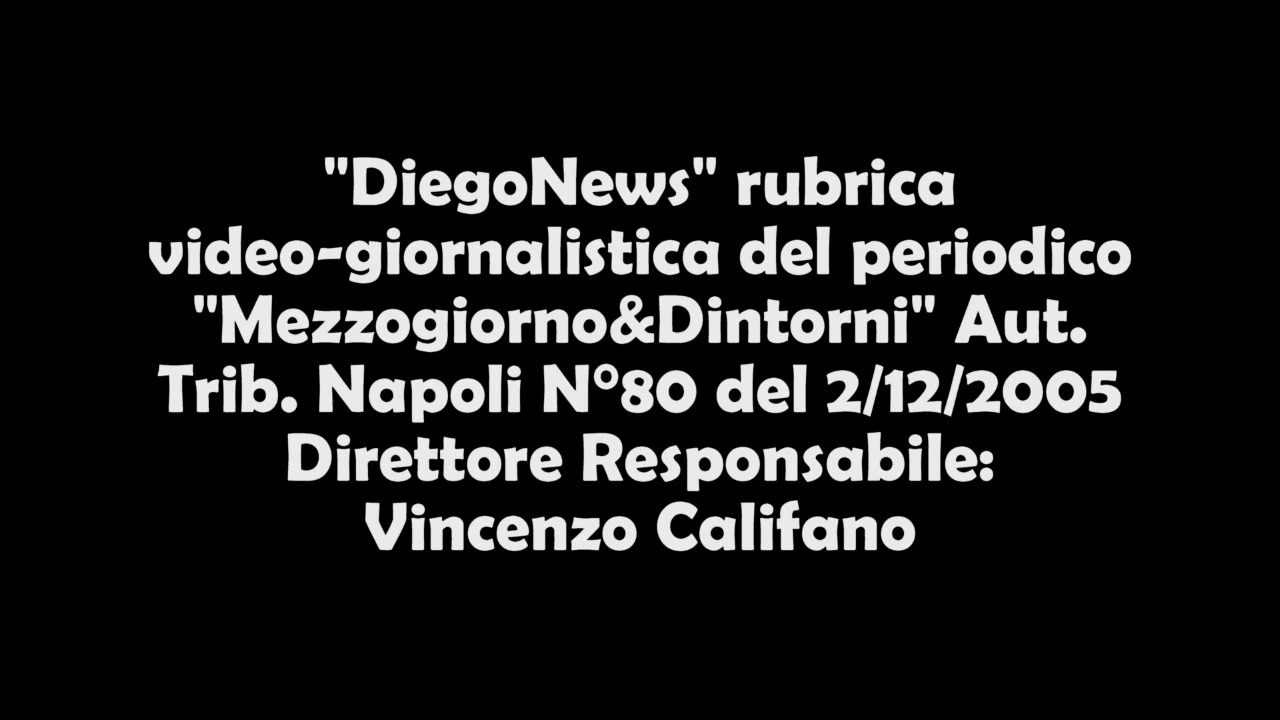 "DiegoNews" rubrica
video-giornalistica del periodico
"Mezzogiorno&Dintorni" Aut.
Trib. Napoli N°80 del 2/12/2005
Direttore Responsabile:
Vincenzo Califano